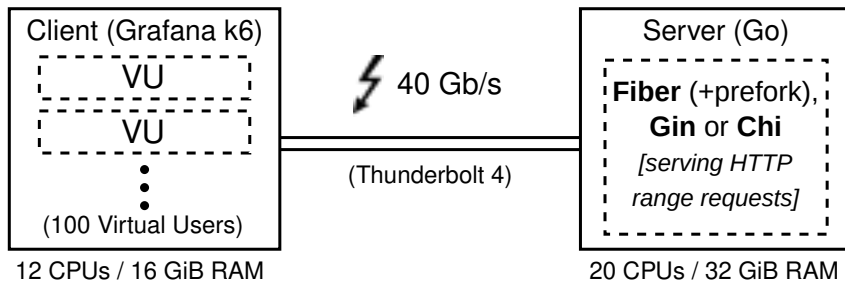 Client (Grafana k6)
VU
VU
(100 Virtual Users)
12 CPUs / 16 GiB RAM
40 Gb/s
(Thunderbolt 4)
Server (Go)
Fiber (+prefork),
Gin or Chi
[serving HTTP
range requests]
20 CPUs / 32 GiB RAM